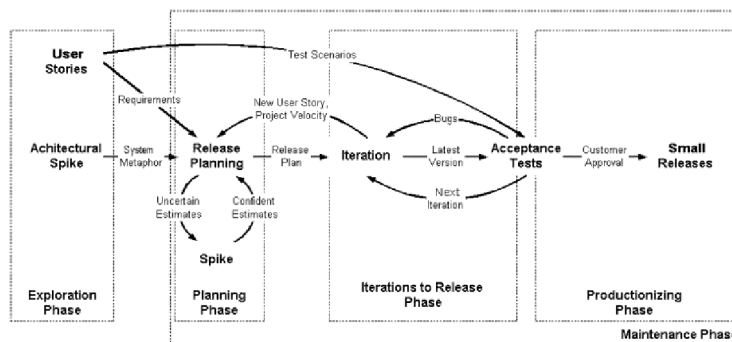 User
Stories
Test Scenarios
Requirements
New User Story,
Project Velocity
Bugs
Achitectural
Spike
System
Metaphor
Release
Planning
Release
Plan
Iteration
Latest
Version
Acceptance
Tests
Customer
Approval
Small
Releases
Uncertain
Estimates
Confident
Estimates
Next
Iteration
Spike
Exploration
Phase
Planning
Phase
Iterations to Release
Phase
Productionizing
Phase
Maintenance Phase